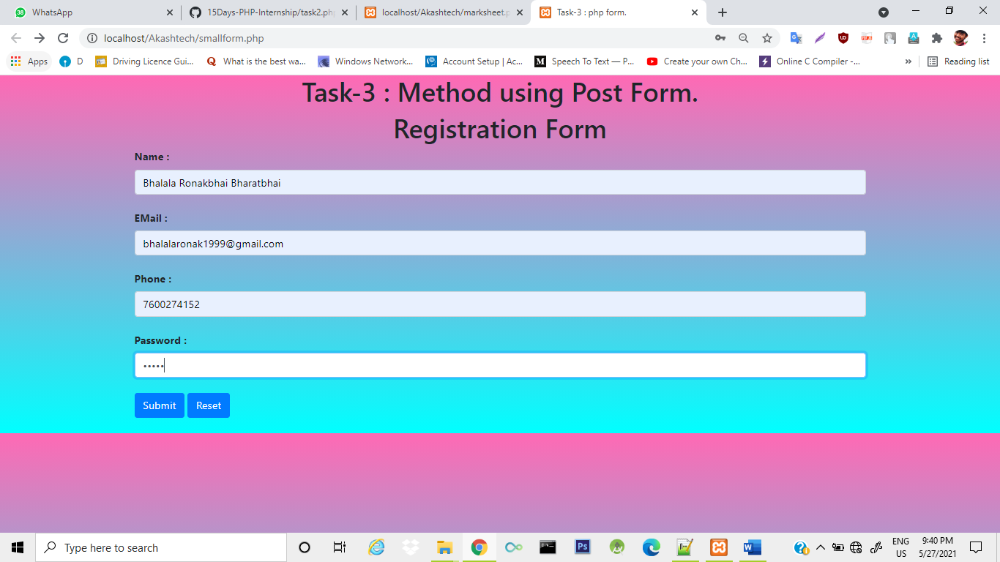 38 WhatsApp
15Days-PHP-Internship/task2.php
localhost/Akashtech/marksheet.p
Task-3 : php form.
localhost/Akashtech/smallform.php
Apps
D
Driving Licence Gui...
What is the best wa...
Windows Network...
Account Setup | Ac...
Speech To Text — P...
Create your own Ch...
Online C Compiler -...
»
Reading list
Task-3 : Method using Post Form.
Registration Form
Name :
Bhalala Ronakbhai Bharatbhai
EMail :
bhalalaronak1999@gmail.com
Phone :
7600274152
Password :
•••••
Submit Reset
Type here to search
ENG
US
9:40 PM
5/27/2021